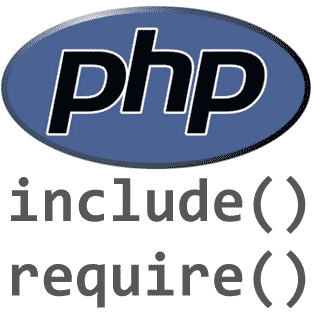 php
include()
require()